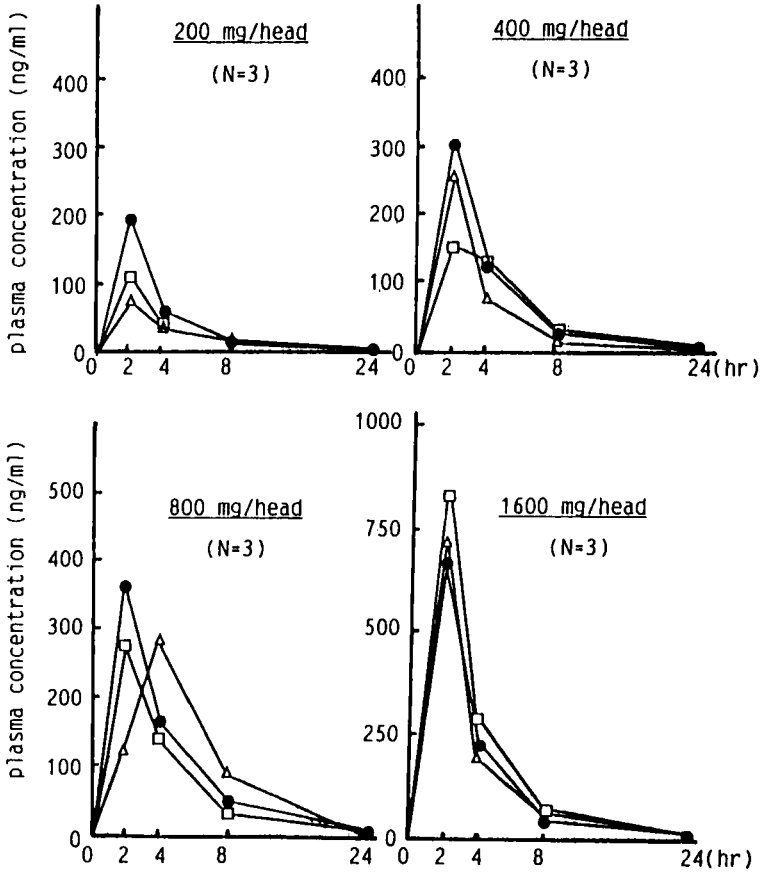 200 mg/head
(N=3)
plasma concentration (ng/ml)
400
300
200
100
0
0 2 4 8 24
400 mg/head
(N=3)
400
300
200
100
0
0 2 4 8 24(hr)
800 mg/head
(N=3)
plasma concentration (ng/ml)
500
400
300
200
100
0
0 2 4 8 24
1600 mg/head
(N=3)
1000
750
500
250
0
0 2 4 8 24(hr)